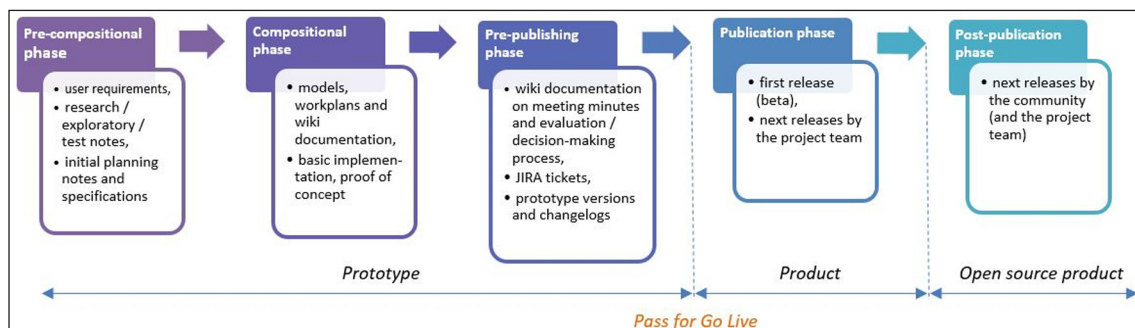 Pre-compositional
phase
• user requirements,
• research /
exploratory /
test notes,
• initial planning
notes and
specifications
Compositional
phase
• models,
workplans and
wiki
documentation,
• basic implemen-
tation, proof of
concept
Pre-publishing
phase
• wiki documentation
on meeting minutes
and evaluation /
decision-making
process,
• JIRA tickets,
• prototype versions
and changelogs
Publication phase
• first release
(beta),
• next releases by
the project team
Post-publication
phase
• next releases by
the community
(and the project
team)
Prototype
Product
Open source product
Pass for Go Live